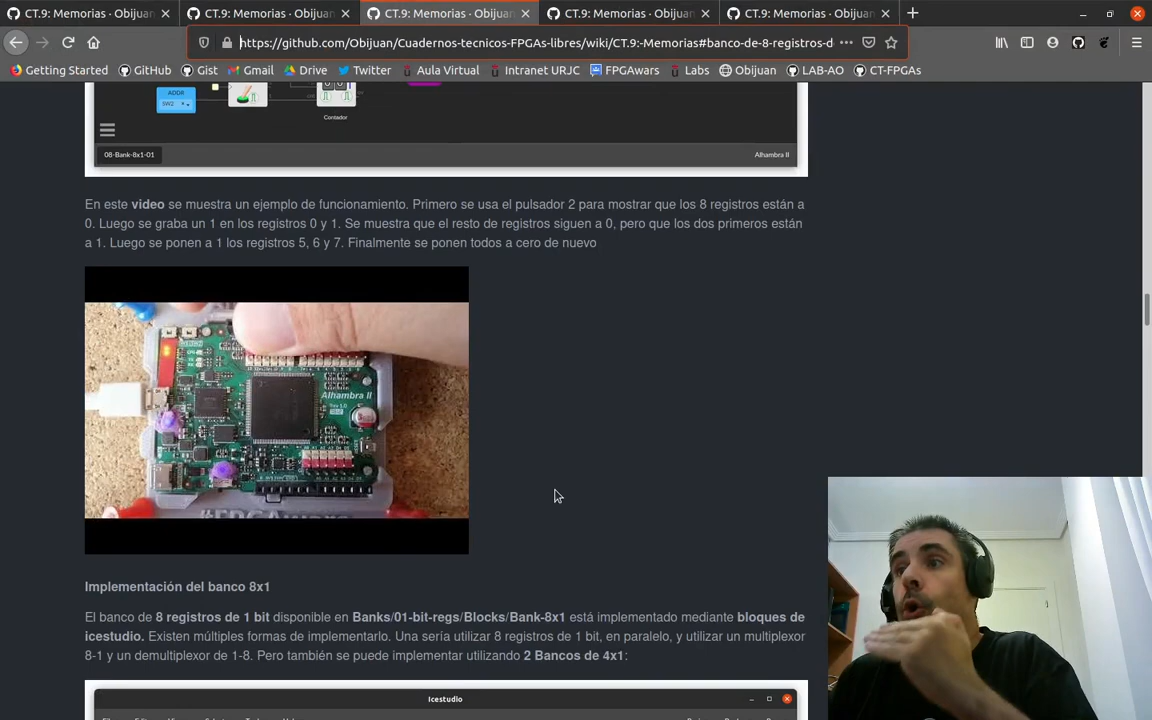 CT.9: Memorias · Obijuan
CT.9: Memorias · Obijuan
CT.9: Memorias · Obijuan
CT.9: Memorias · Obijuan
CT.9: Memorias · Obijuan
https://github.com/Obijuan/Cuadernos-tecnicos-FPGAs-libres/wiki/CT.9:-Memorias#banco-de-8-registros-d
Getting Started GitHub Gist Gmail Drive Twitter Aula Virtual Intranet URJC FPGAwars Labs Obijuan LAB-AO CT-FPGAs
ADDR
SW2
Contador
08-Bank-8x1-01
Alhambra II
En este video se muestra un ejemplo de funcionamiento. Primero se usa el pulsador 2 para mostrar que los 8 registros están a
0. Luego se graba un 1 en los registros 0 y 1. Se muestra que el resto de registros siguen a 0, pero que los dos primeros están
a 1. Luego se ponen a 1 los registros 5, 6 y 7. Finalmente se ponen todos a cero de nuevo
Alhambra II
#FPGAwars
Implementación del banco 8x1
El banco de 8 registros de 1 bit disponible en Banks/01-bit-regs/Blocks/Bank-8x1 está implementado mediante bloques de
icestudio. Existen múltiples formas de implementarlo. Una sería utilizar 8 registros de 1 bit, en paralelo, y utilizar un multiplexor
8-1 y un demultiplexor de 1-8. Pero también se puede implementar utilizando 2 Bancos de 4x1:
Icestudio